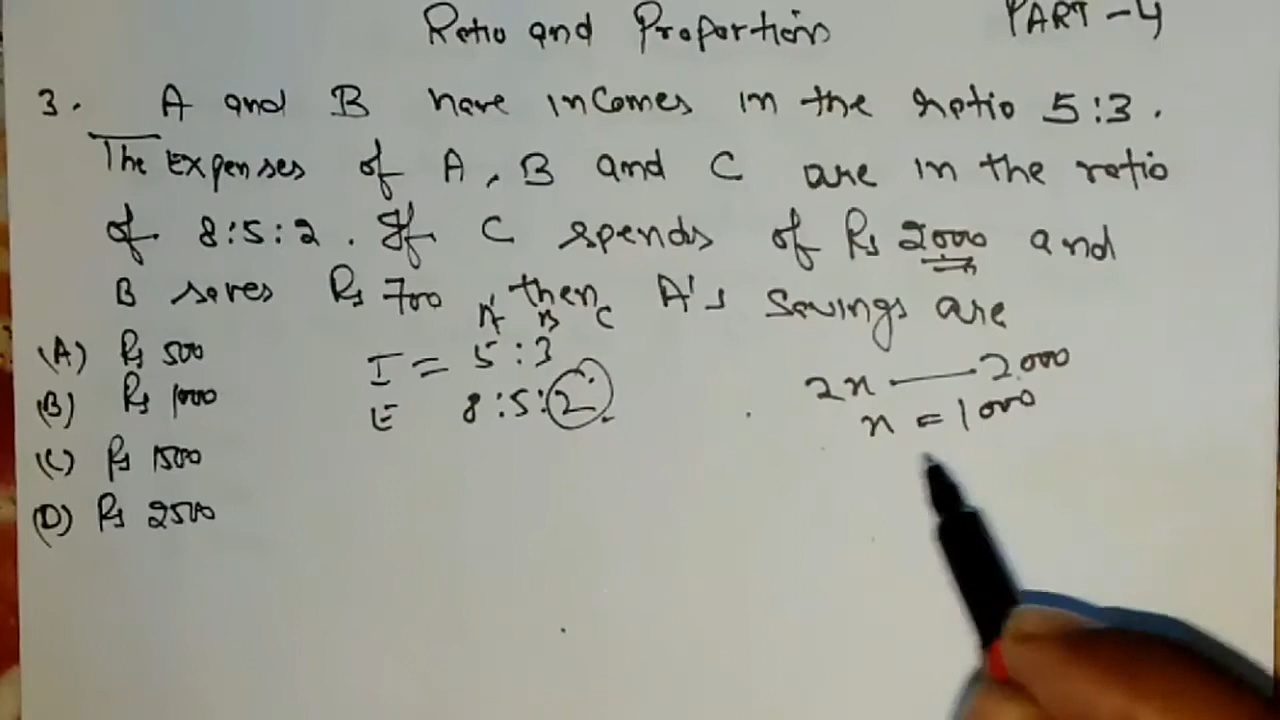 Ratio and Proportion PART-4
3. A and B have incomes in the ratio 5:3.
The Expenses of A, B and C are in the ratio
of 8:5:2. If C spends of Rs 2000 and
B saves Rs 700, then A's Savings are
A B C
(A) Rs 500
I = 5:3
2x — 2000
(B) Rs 1000
E 8:5:2
x = 1000
(C) Rs 1500
(D) Rs 2500